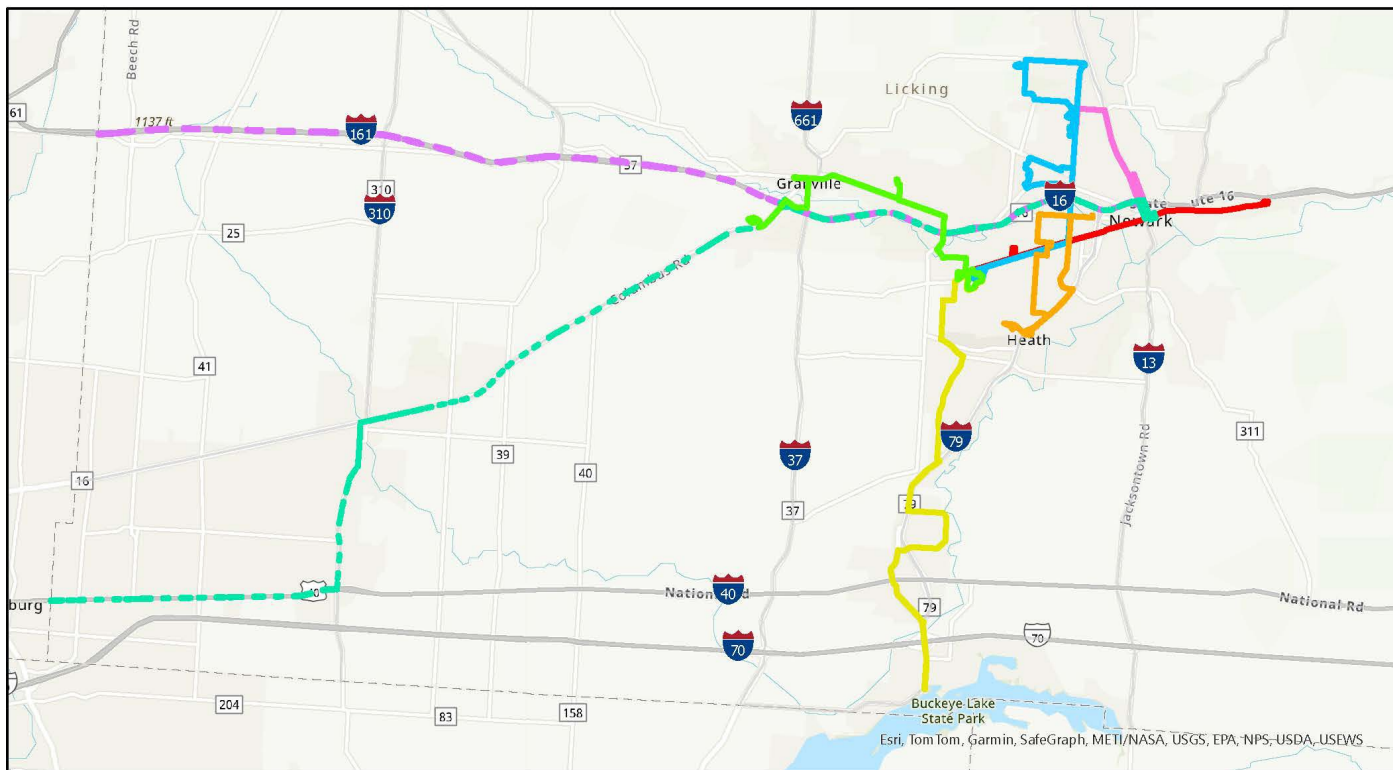 Beech Rd
61
1137 ft
161
310
310
25
37
661
Licking
Granville
16
16
ute 16
Newark
Columbus Rd
Heath
13
41
79
311
39
40
37
37
16
79
Jacksontown Rd
burg
40
National Rd
40
National Rd
79
70
70
204
83
158
Buckeye Lake
State Park
Esri, TomTom, Garmin, SafeGraph, METI/NASA, USGS, EPA, NPS, USDA, USFWS